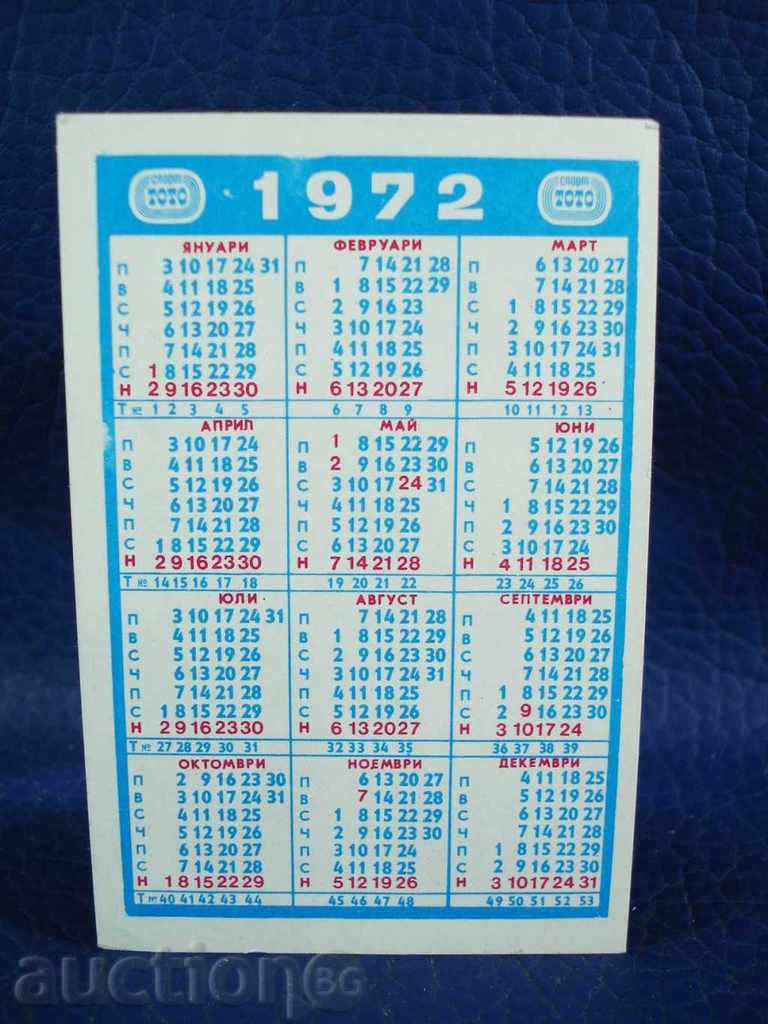 спорт ТОТО 1972 спорт ТОТО
ЯНУАРИ
П 3 10 17 24 31
В 4 11 18 25
С 5 12 19 26
Ч 6 13 20 27
П 7 14 21 28
С 1 8 15 22 29
Н 2 9 16 23 30
Т № 1 2 3 4 5
ФЕВРУАРИ
П 7 14 21 28
В 1 8 15 22 29
С 2 9 16 23
Ч 3 10 17 24
П 4 11 18 25
С 5 12 19 26
Н 6 13 20 27
6 7 8 9
МАРТ
П 6 13 20 27
В 7 14 21 28
С 1 8 15 22 29
Ч 2 9 16 23 30
П 3 10 17 24 31
С 4 11 18 25
Н 5 12 19 26
10 11 12 13
АПРИЛ
П 3 10 17 24
В 4 11 18 25
С 5 12 19 26
Ч 6 13 20 27
П 7 14 21 28
С 1 8 15 22 29
Н 2 9 16 23 30
Т № 14 15 16 17 18
МАЙ
П 1 8 15 22 29
В 2 9 16 23 30
С 3 10 17 24 31
Ч 4 11 18 25
П 5 12 19 26
С 6 13 20 27
Н 7 14 21 28
19 20 21 22
ЮНИ
П 5 12 19 26
В 6 13 20 27
С 7 14 21 28
Ч 1 8 15 22 29
П 2 9 16 23 30
С 3 10 17 24
Н 4 11 18 25
23 24 25 26
ЮЛИ
П 3 10 17 24 31
В 4 11 18 25
С 5 12 19 26
Ч 6 13 20 27
П 7 14 21 28
С 1 8 15 22 29
Н 2 9 16 23 30
Т № 27 28 29 30 31
АВГУСТ
П 7 14 21 28
В 1 8 15 22 29
С 2 9 16 23 30
Ч 3 10 17 24 31
П 4 11 18 25
С 5 12 19 26
Н 6 13 20 27
32 33 34 35
СЕПТЕМВРИ
П 4 11 18 25
В 5 12 19 26
С 6 13 20 27
Ч 7 14 21 28
П 1 8 15 22 29
С 2 9 16 23 30
Н 3 10 17 24
36 37 38 39
ОКТОМВРИ
П 2 9 16 23 30
В 3 10 17 24 31
С 4 11 18 25
Ч 5 12 19 26
П 6 13 20 27
С 7 14 21 28
Н 1 8 15 22 29
Т № 40 41 42 43 44
НОЕМВРИ
П 6 13 20 27
В 7 14 21 28
С 1 8 15 22 29
Ч 2 9 16 23 30
П 3 10 17 24
С 4 11 18 25
Н 5 12 19 26
45 46 47 48
ДЕКЕМВРИ
П 4 11 18 25
В 5 12 19 26
С 6 13 20 27
Ч 7 14 21 28
П 1 8 15 22 29
С 2 9 16 23 30
Н 3 10 17 24 31
49 50 51 52 53
auctionBG